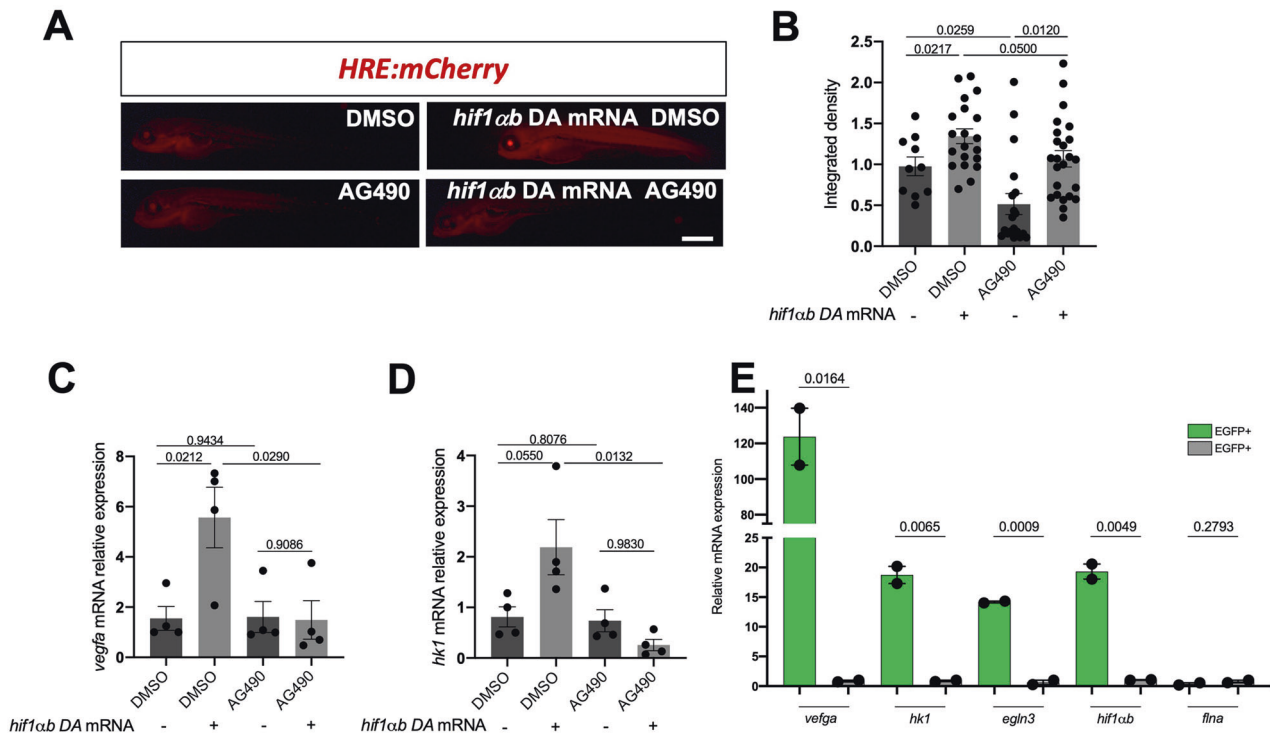 A
HRE:mCherry
DMSO
hif1αb DA mRNA DMSO
AG490
hif1αb DA mRNA AG490
B
0.0259 0.0120
0.0217 0.0500
Integrated density
2.5
2.0
1.5
1.0
0.5
0.0
DMSO DMSO AG490 AG490
hif1αb DA mRNA - + - +
C
vegfa mRNA relative expression
0.9434
0.0212 0.0290
0.9086
8
6
4
2
0
DMSO DMSO AG490 AG490
hif1αb DA mRNA - + - +
D
hk1 mRNA relative expression
0.8076
0.0550 0.0132
0.9830
4
3
2
1
0
DMSO DMSO AG490 AG490
hif1αb DA mRNA - + - +
E
Relative mRNA expression
0.0164
0.0065 0.0009 0.0049 0.2793
140
120
100
80
25
20
15
10
5
0
EGFP+
EGFP+
vefga hk1 egln3 hif1αb flna